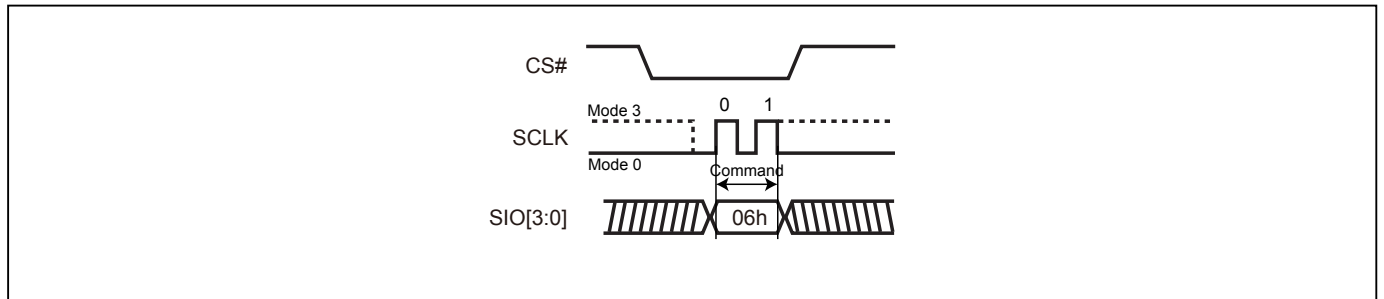 CS#
Mode 3
0 1
SCLK
Mode 0
Command
SIO[3:0]
06h